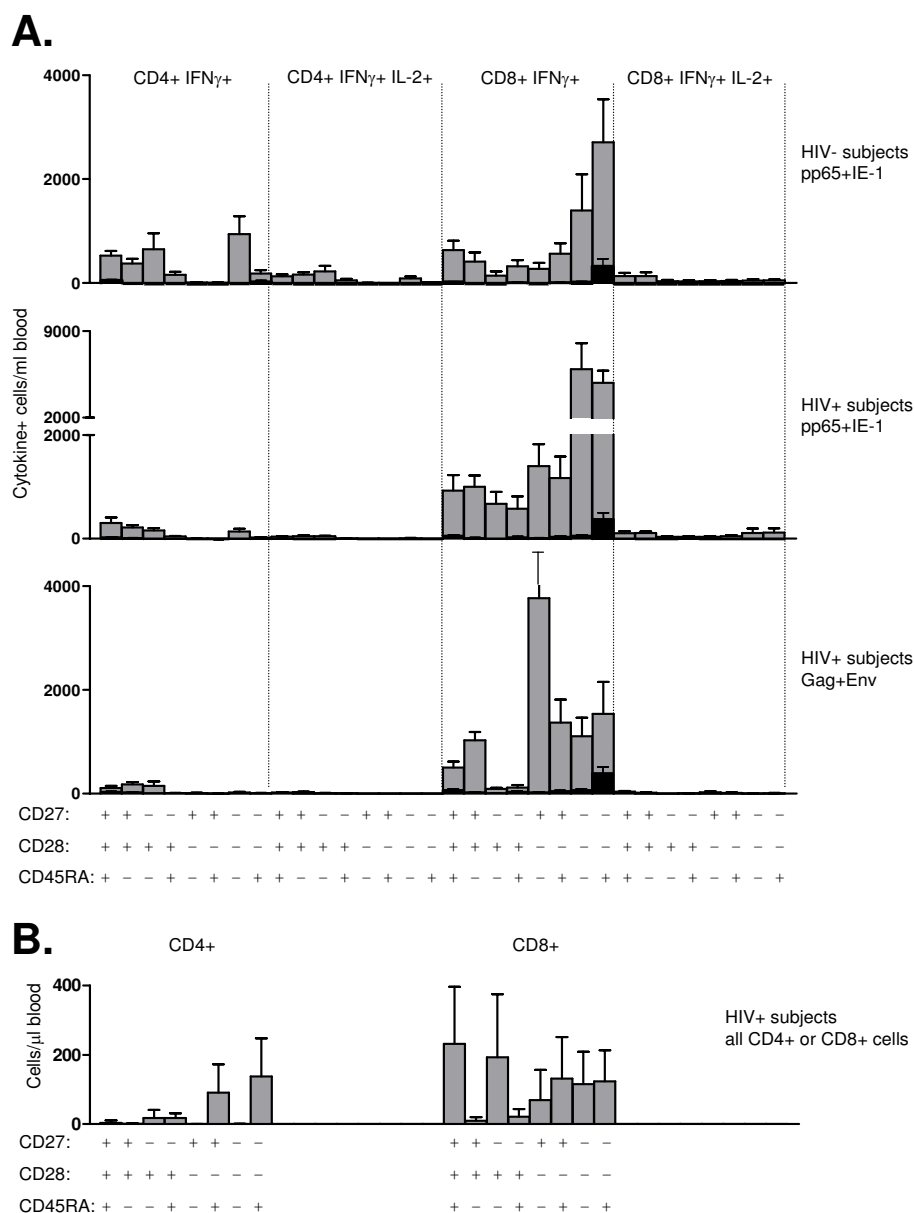 A.
CD4+ IFNγ+ CD4+ IFNγ+ IL-2+ CD8+ IFNγ+ CD8+ IFNγ+ IL-2+
4000
2000
0
HIV- subjects
pp65+IE-1
Cytokine+ cells/ml blood
9000
2000
2000
0
HIV+ subjects
pp65+IE-1
4000
2000
0
HIV+ subjects
Gag+Env
CD27: + + − − + + − − + + − − + + − − + + − − + + − − + + − − + + − −
CD28: + + + + − − − − + + + + − − − − + + + + − − − − + + + + − − − −
CD45RA: + − − + − + − + + − − + − + − − + − − + − + − + + − − + − + − +
B.
CD4+ CD8+
Cells/µl blood
400
200
0
HIV+ subjects
all CD4+ or CD8+ cells
CD27: + + − − + + − − + + − − + + − −
CD28: + + + + − − − − + + + + − − − −
CD45RA: + − − + − + − + + − − + − + − +